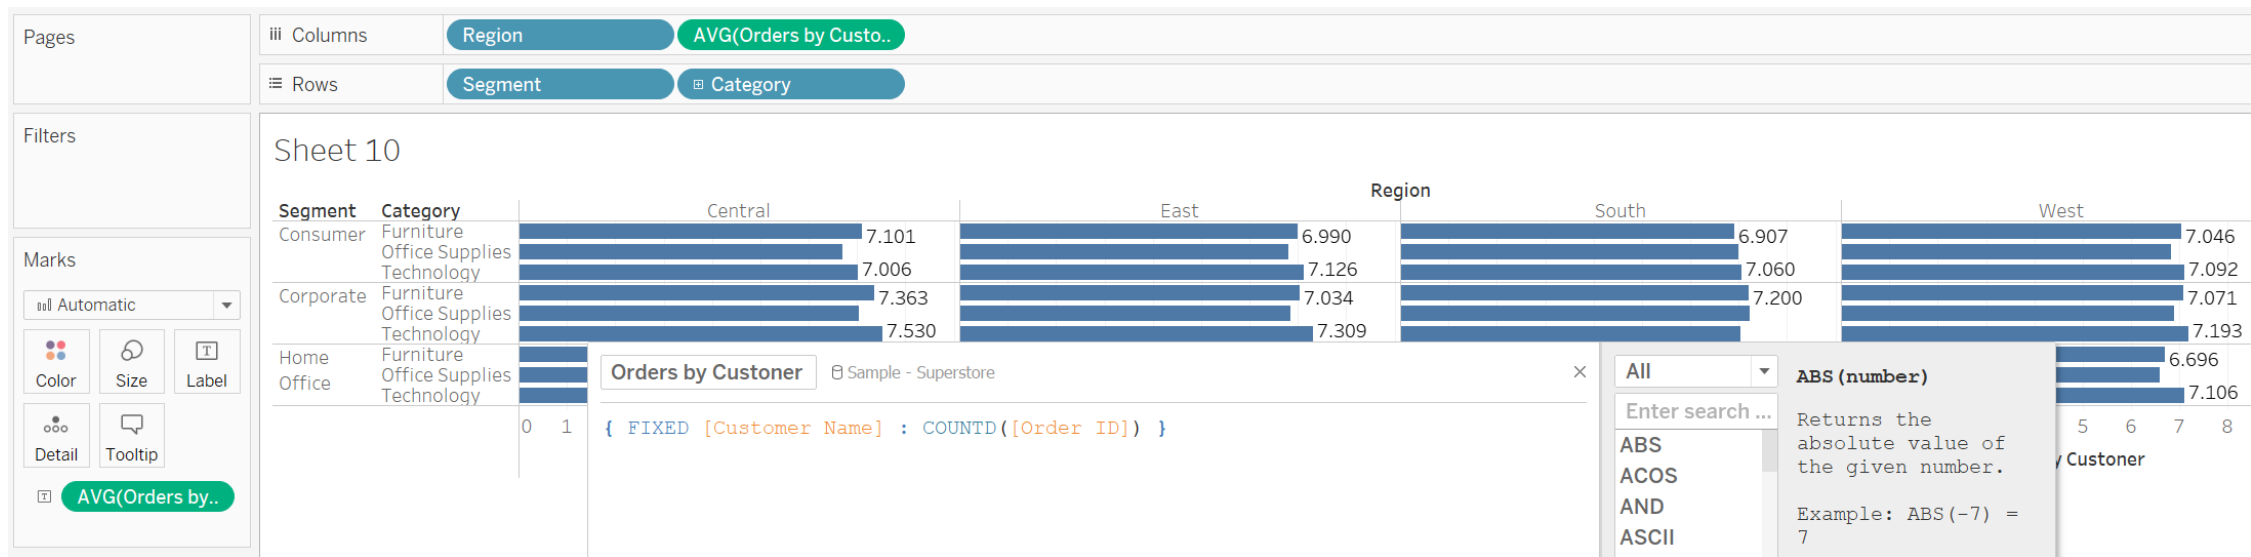 Pages
iii Columns
Region
AVG(Orders by Custo..
Rows
Segment
Category
Filters
Sheet 10
Region
Segment Category
Central
East
South
West
Consumer
Furniture
7.101
6.990
6.907
7.046
Office Supplies
Technology
7.006
7.126
7.060
7.092
Corporate
Furniture
7.363
7.034
7.200
7.071
Office Supplies
Technology
7.530
7.309
7.193
Home Office
Furniture
6.696
Office Supplies
Technology
7.106
0 1
5 6 7 8
y Custoner
Marks
Automatic
Color
Size
T
Label
Detail
Tooltip
T
AVG(Orders by..
Orders by Custoner
Sample - Superstore
×
{ FIXED [Customer Name] : COUNTD([Order ID]) }
All
Enter search ...
ABS
ACOS
AND
ASCII
ABS(number)
Returns the
absolute value of
the given number.
Example: ABS(-7) =
7